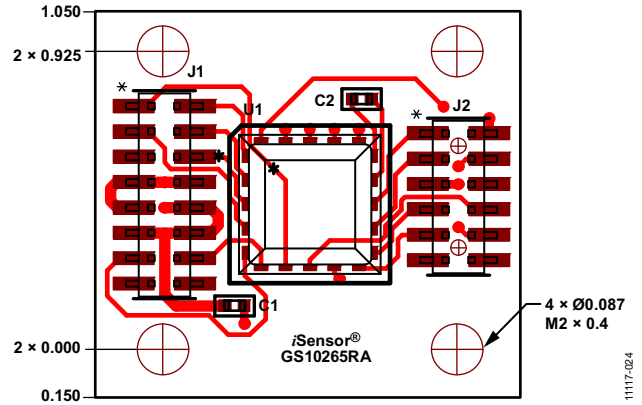 1.050
2 × 0.925
J1
*
U1
C2
*
J2
*
*
C1
4 × Ø0.087
M2 × 0.4
iSensor®
GS10265RA
2 × 0.000
0.150
11117-024